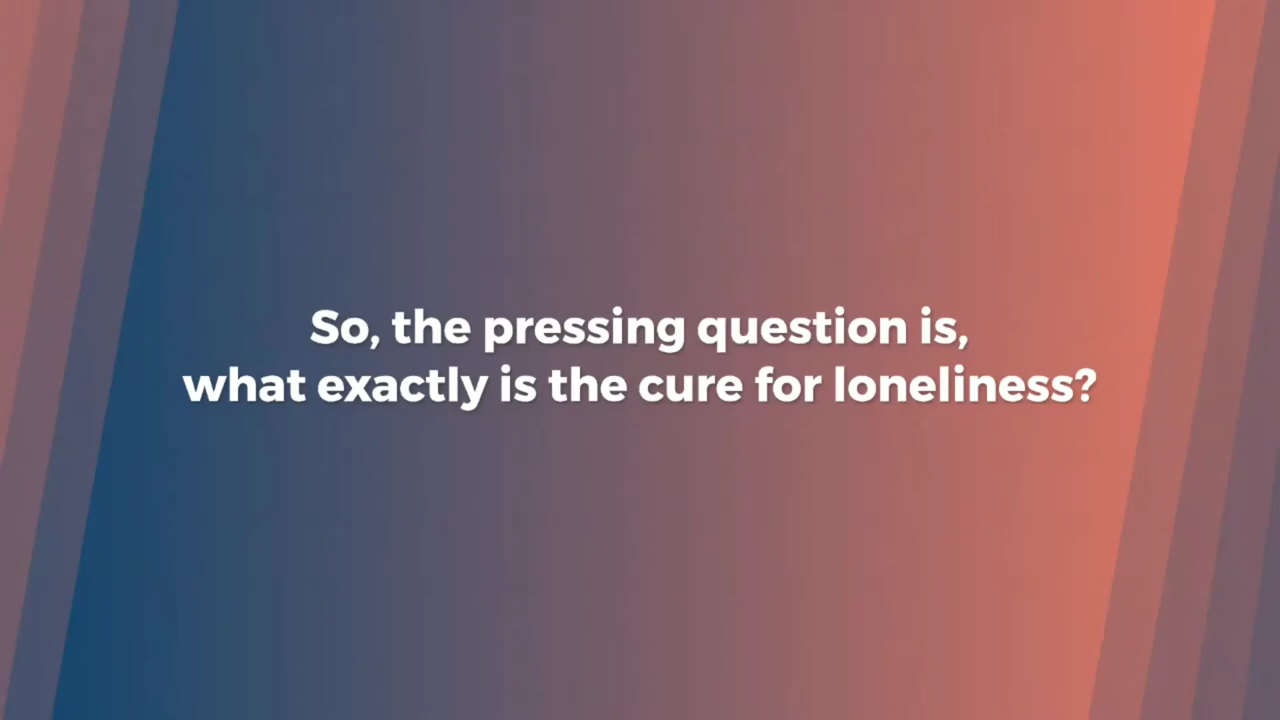 So, the pressing question is,
what exactly is the cure for loneliness?